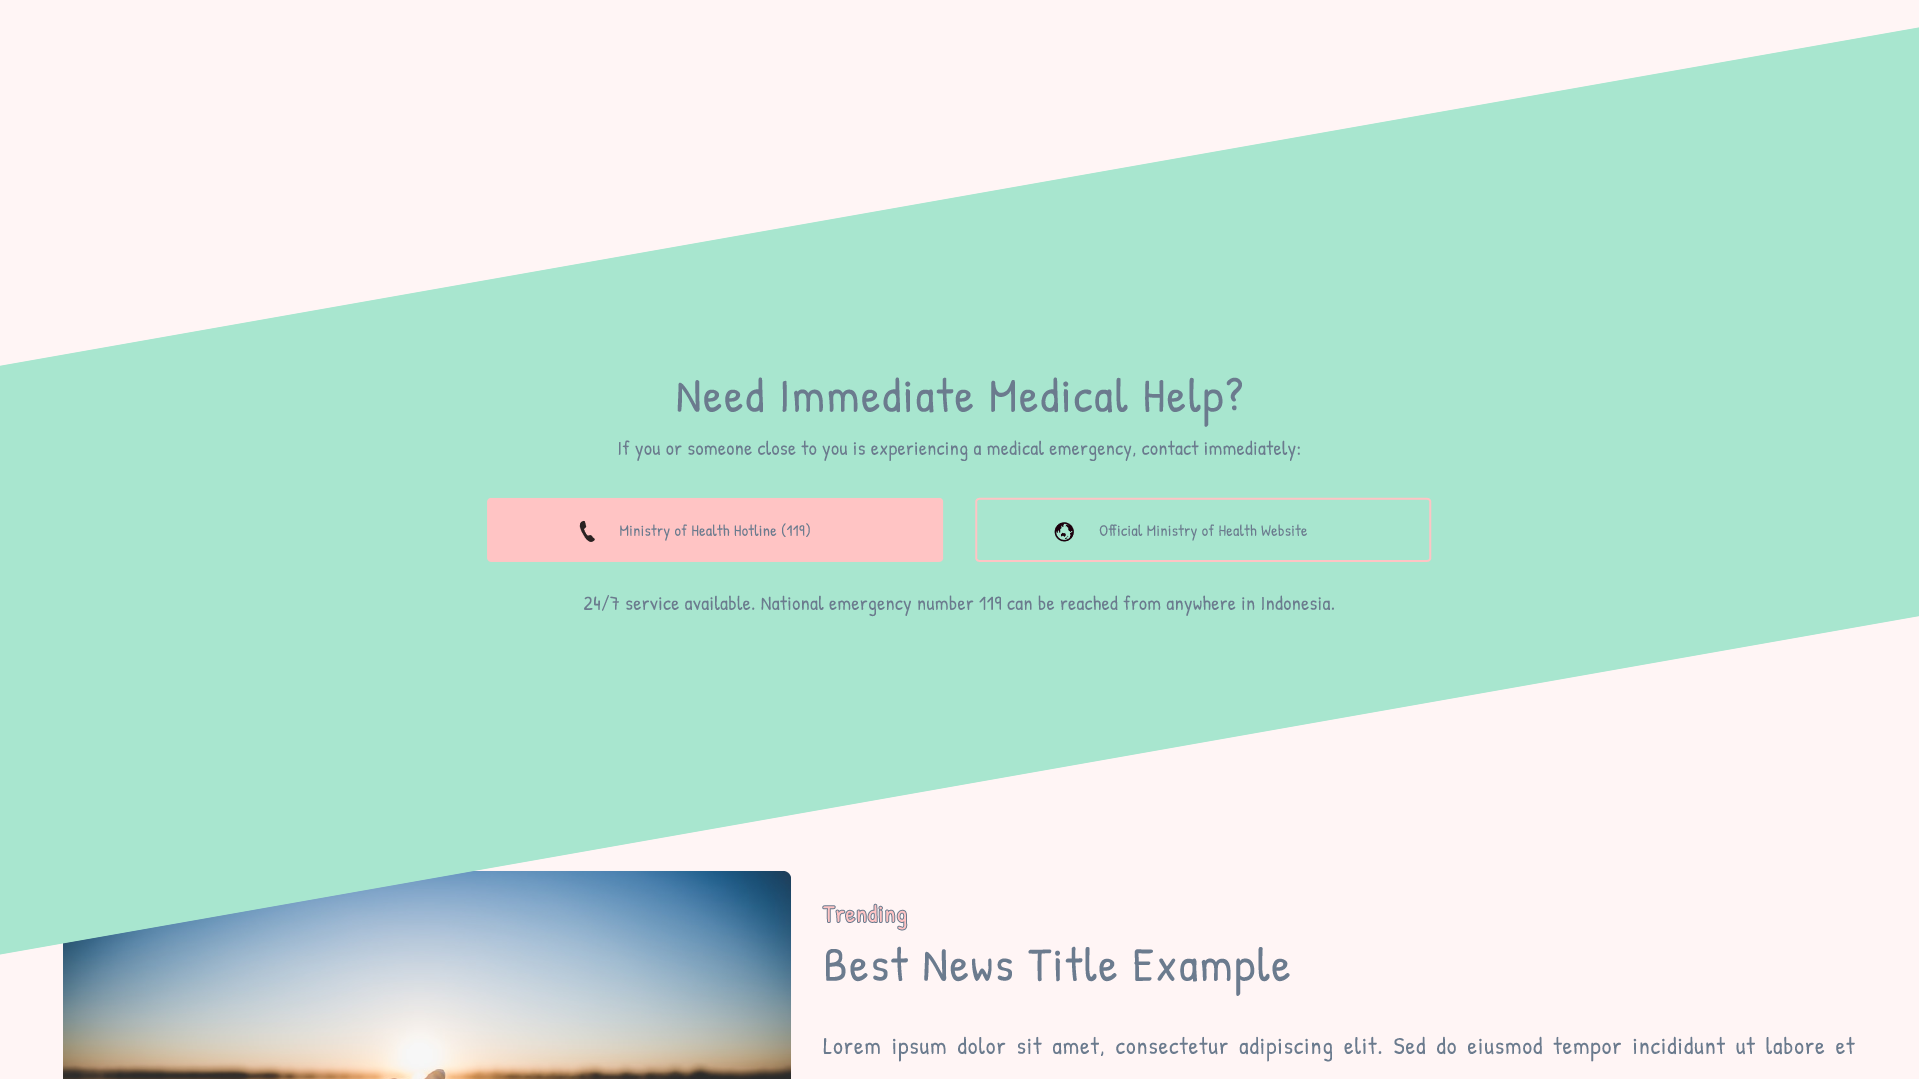 Need Immediate Medical Help?
If you or someone close to you is experiencing a medical emergency, contact immediately:
Ministry of Health Hotline (119)
Official Ministry of Health Website
24/7 service available. National emergency number 119 can be reached from anywhere in Indonesia.
Trending
Best News Title Example
Lorem ipsum dolor sit amet, consectetur adipiscing elit. Sed do eiusmod tempor incididunt ut labore et